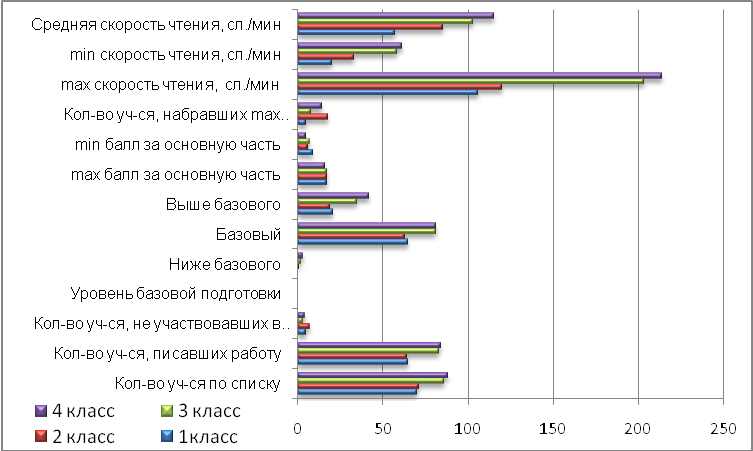 Средняя скорость чтения, сл./мин
min скорость чтения, сл./мин
max скорость чтения, сл./мин
Кол-во уч-ся, набравших max..
min балл за основную часть
max балл за основную часть
Выше базового
Базовый
Ниже базового
Уровень базовой подготовки
Кол-во уч-ся, не участвовавших в..
Кол-во уч-ся, писавших работу
Кол-во уч-ся по списку
0 50 100 150 200 250
4 класс 3 класс
2 класс 1класс